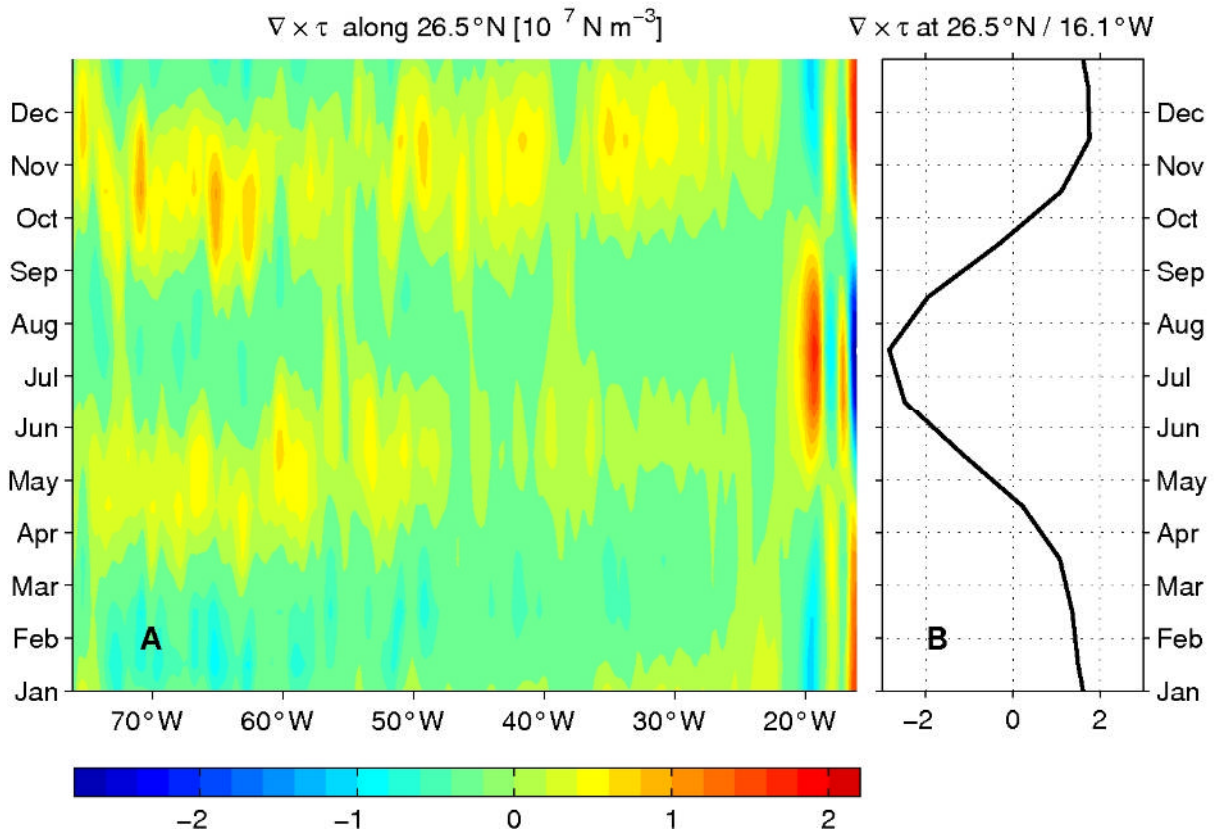 ∇ × τ along 26.5°N [10 ⁷ N m⁻³]
∇ × τ at 26.5°N / 16.1°W
Dec
Nov
Oct
Sep
Aug
Jul
Jun
May
Apr
Mar
Feb
Jan
A
70°W 60°W 50°W 40°W 30°W 20°W
B
Dec
Nov
Oct
Sep
Aug
Jul
Jun
May
Apr
Mar
Feb
Jan
−2 0 2
−2 −1 0 1 2